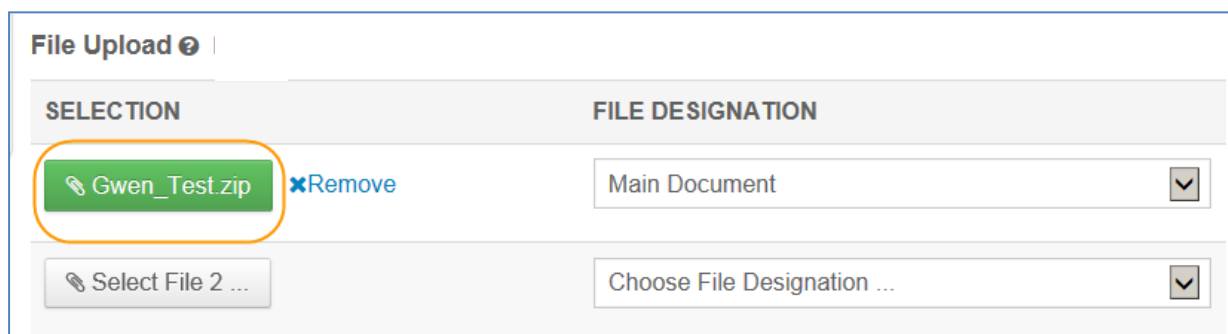 File Upload
SELECTION FILE DESIGNATION
Gwen_Test.zip Remove Main Document
Select File 2 ... Choose File Designation ...